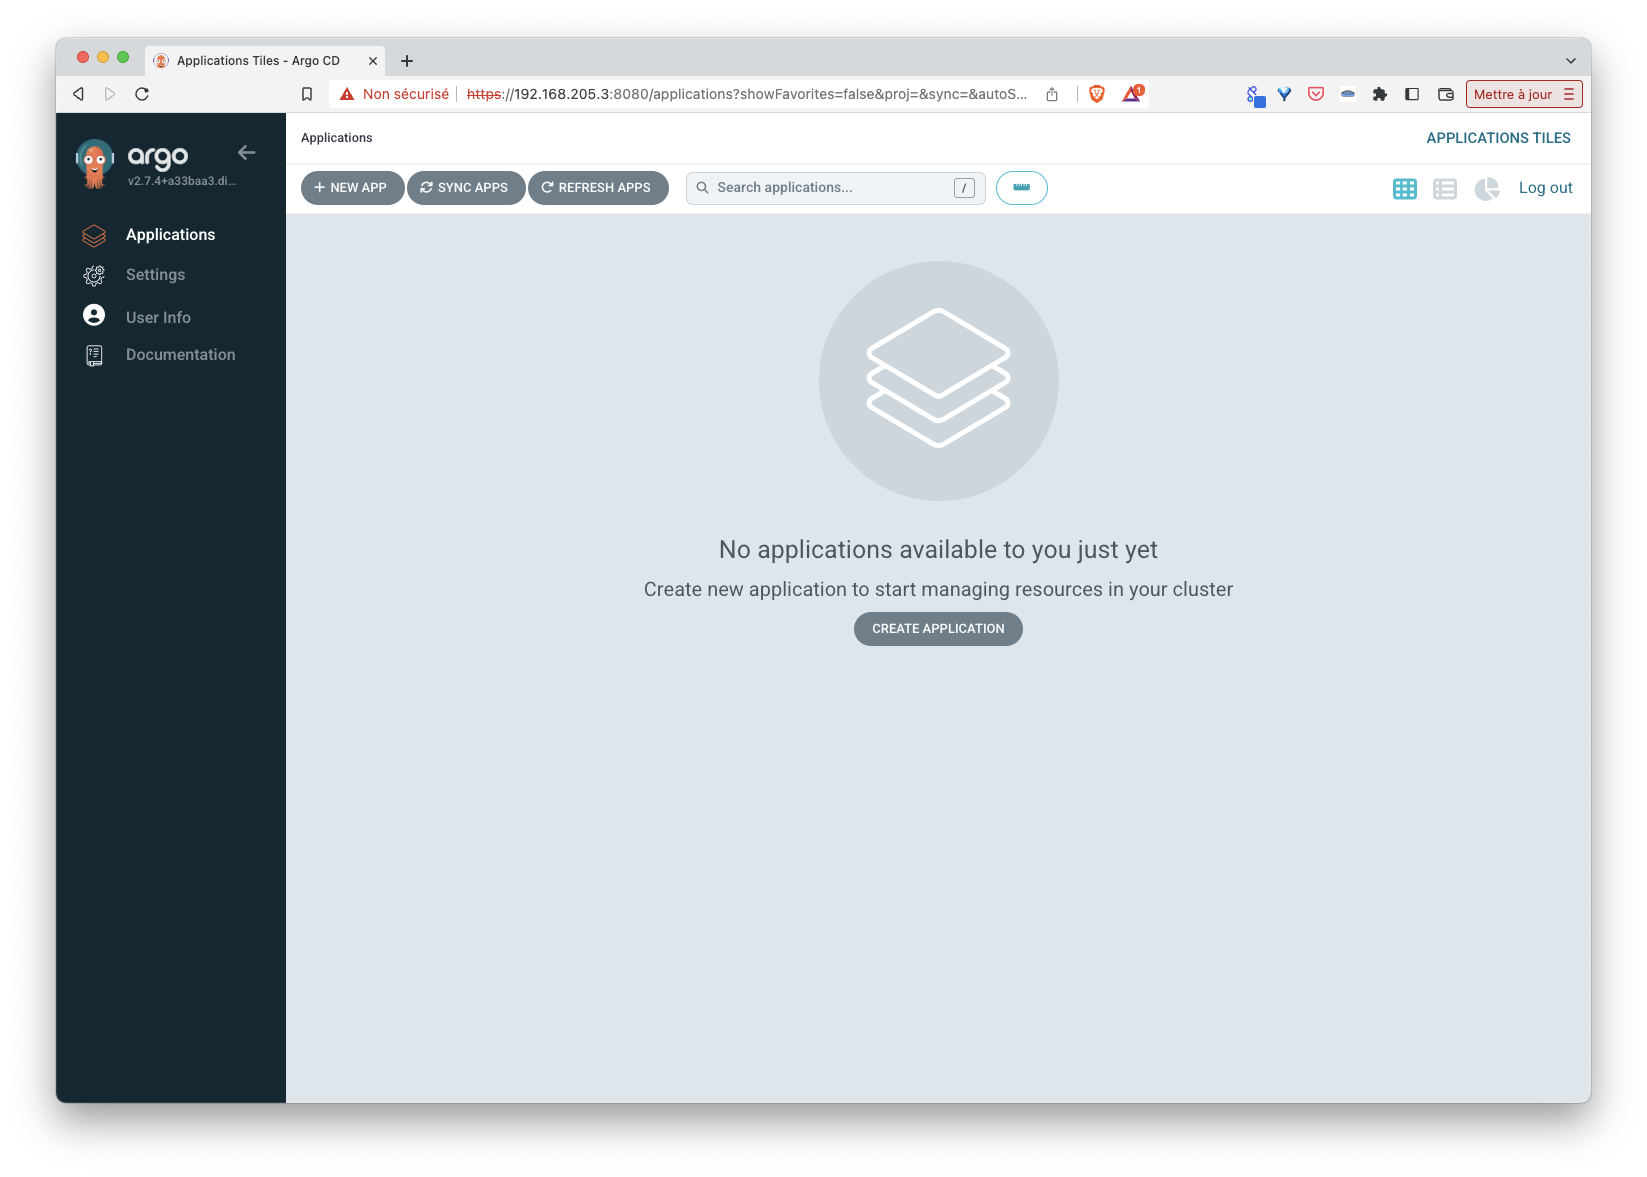 Applications Tiles - Argo CD
Non sécurisé https://192.168.205.3:8080/applications?showFavorites=false&proj=&sync=&autoS...
1
Mettre à jour
argo
v2.7.4+a33baa3.di...
Applications
Settings
User Info
Documentation
Applications
APPLICATIONS TILES
NEW APP
SYNC APPS
REFRESH APPS
Search applications...
/
Log out
No applications available to you just yet
Create new application to start managing resources in your cluster
CREATE APPLICATION